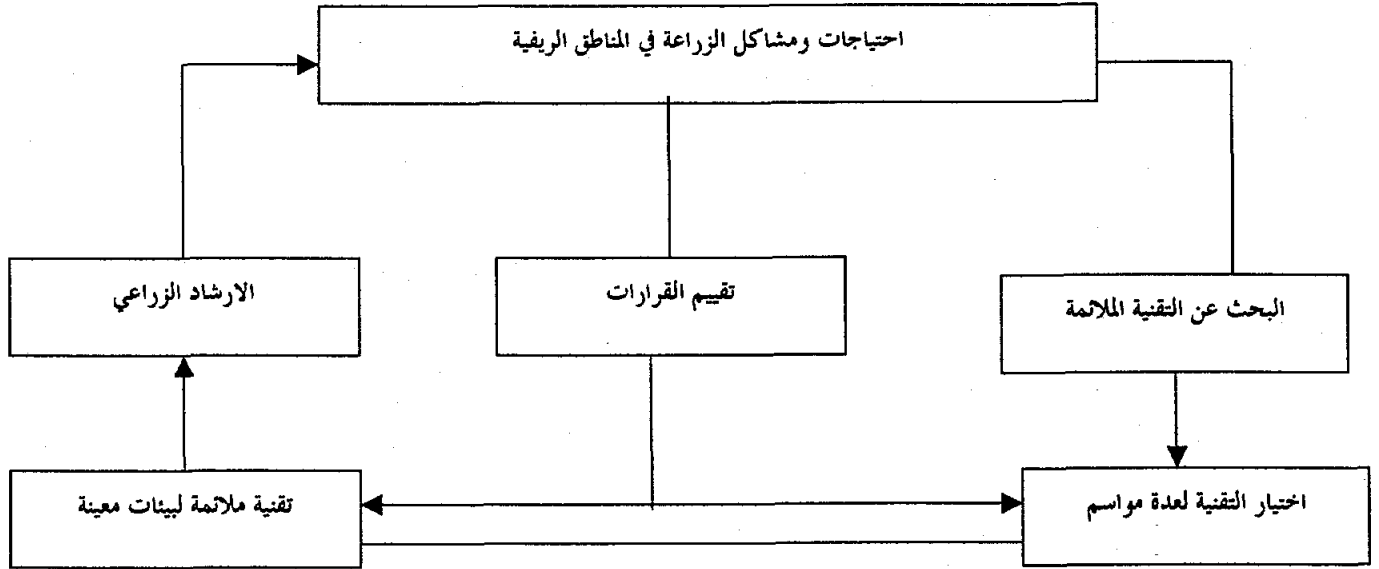 احتياجات ومشاكل الزراعة في المناطق الريفية
البحث عن التقنية الملائمة
تقييم القرارات
الارشاد الزراعي
اختيار التقنية لعدة مواسم
تقنية ملائمة لبيئات معينة